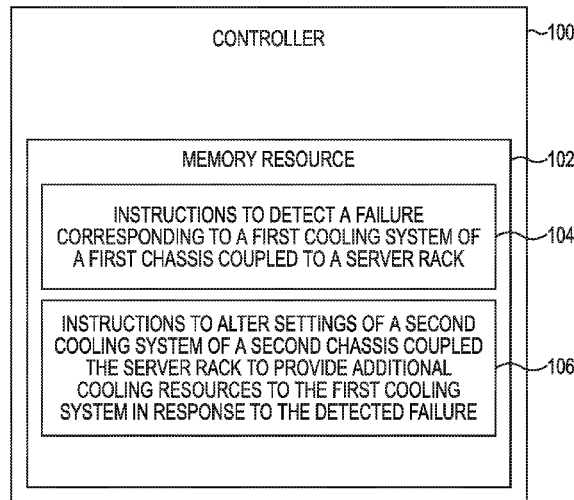 CONTROLLER
100
MEMORY RESOURCE
102
INSTRUCTIONS TO DETECT A FAILURE
CORRESPONDING TO A FIRST COOLING SYSTEM OF
A FIRST CHASSIS COUPLED TO A SERVER RACK
104
INSTRUCTIONS TO ALTER SETTINGS OF A SECOND
COOLING SYSTEM OF A SECOND CHASSIS COUPLED
THE SERVER RACK TO PROVIDE ADDITIONAL
COOLING RESOURCES TO THE FIRST COOLING
SYSTEM IN RESPONSE TO THE DETECTED FAILURE
106